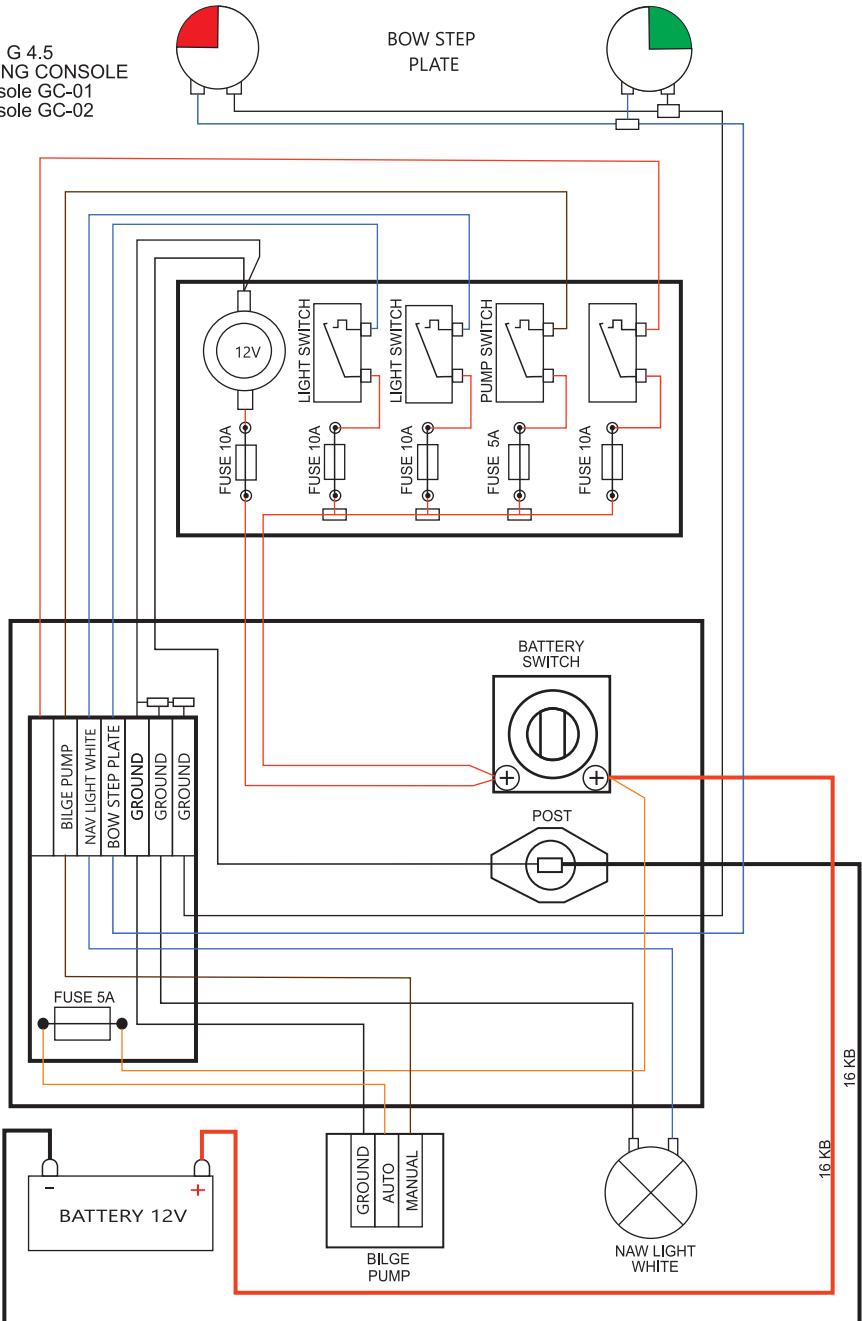 G 4.5
NG CONSOLE
sole GC-01
sole GC-02
BOW STEP
PLATE
12V
LIGHT SWITCH
LIGHT SWITCH
PUMP SWITCH
FUSE 10A
FUSE 10A
FUSE 10A
FUSE 5A
FUSE 10A
BATTERY
SWITCH
+
+
POST
BILGE PUMP
NAV LIGHT WHITE
BOW STEP PLATE
GROUND
GROUND
GROUND
FUSE 5A
16 KB
16 KB
-
+
BATTERY 12V
GROUND
AUTO
MANUAL
BILGE
PUMP
NAW LIGHT
WHITE